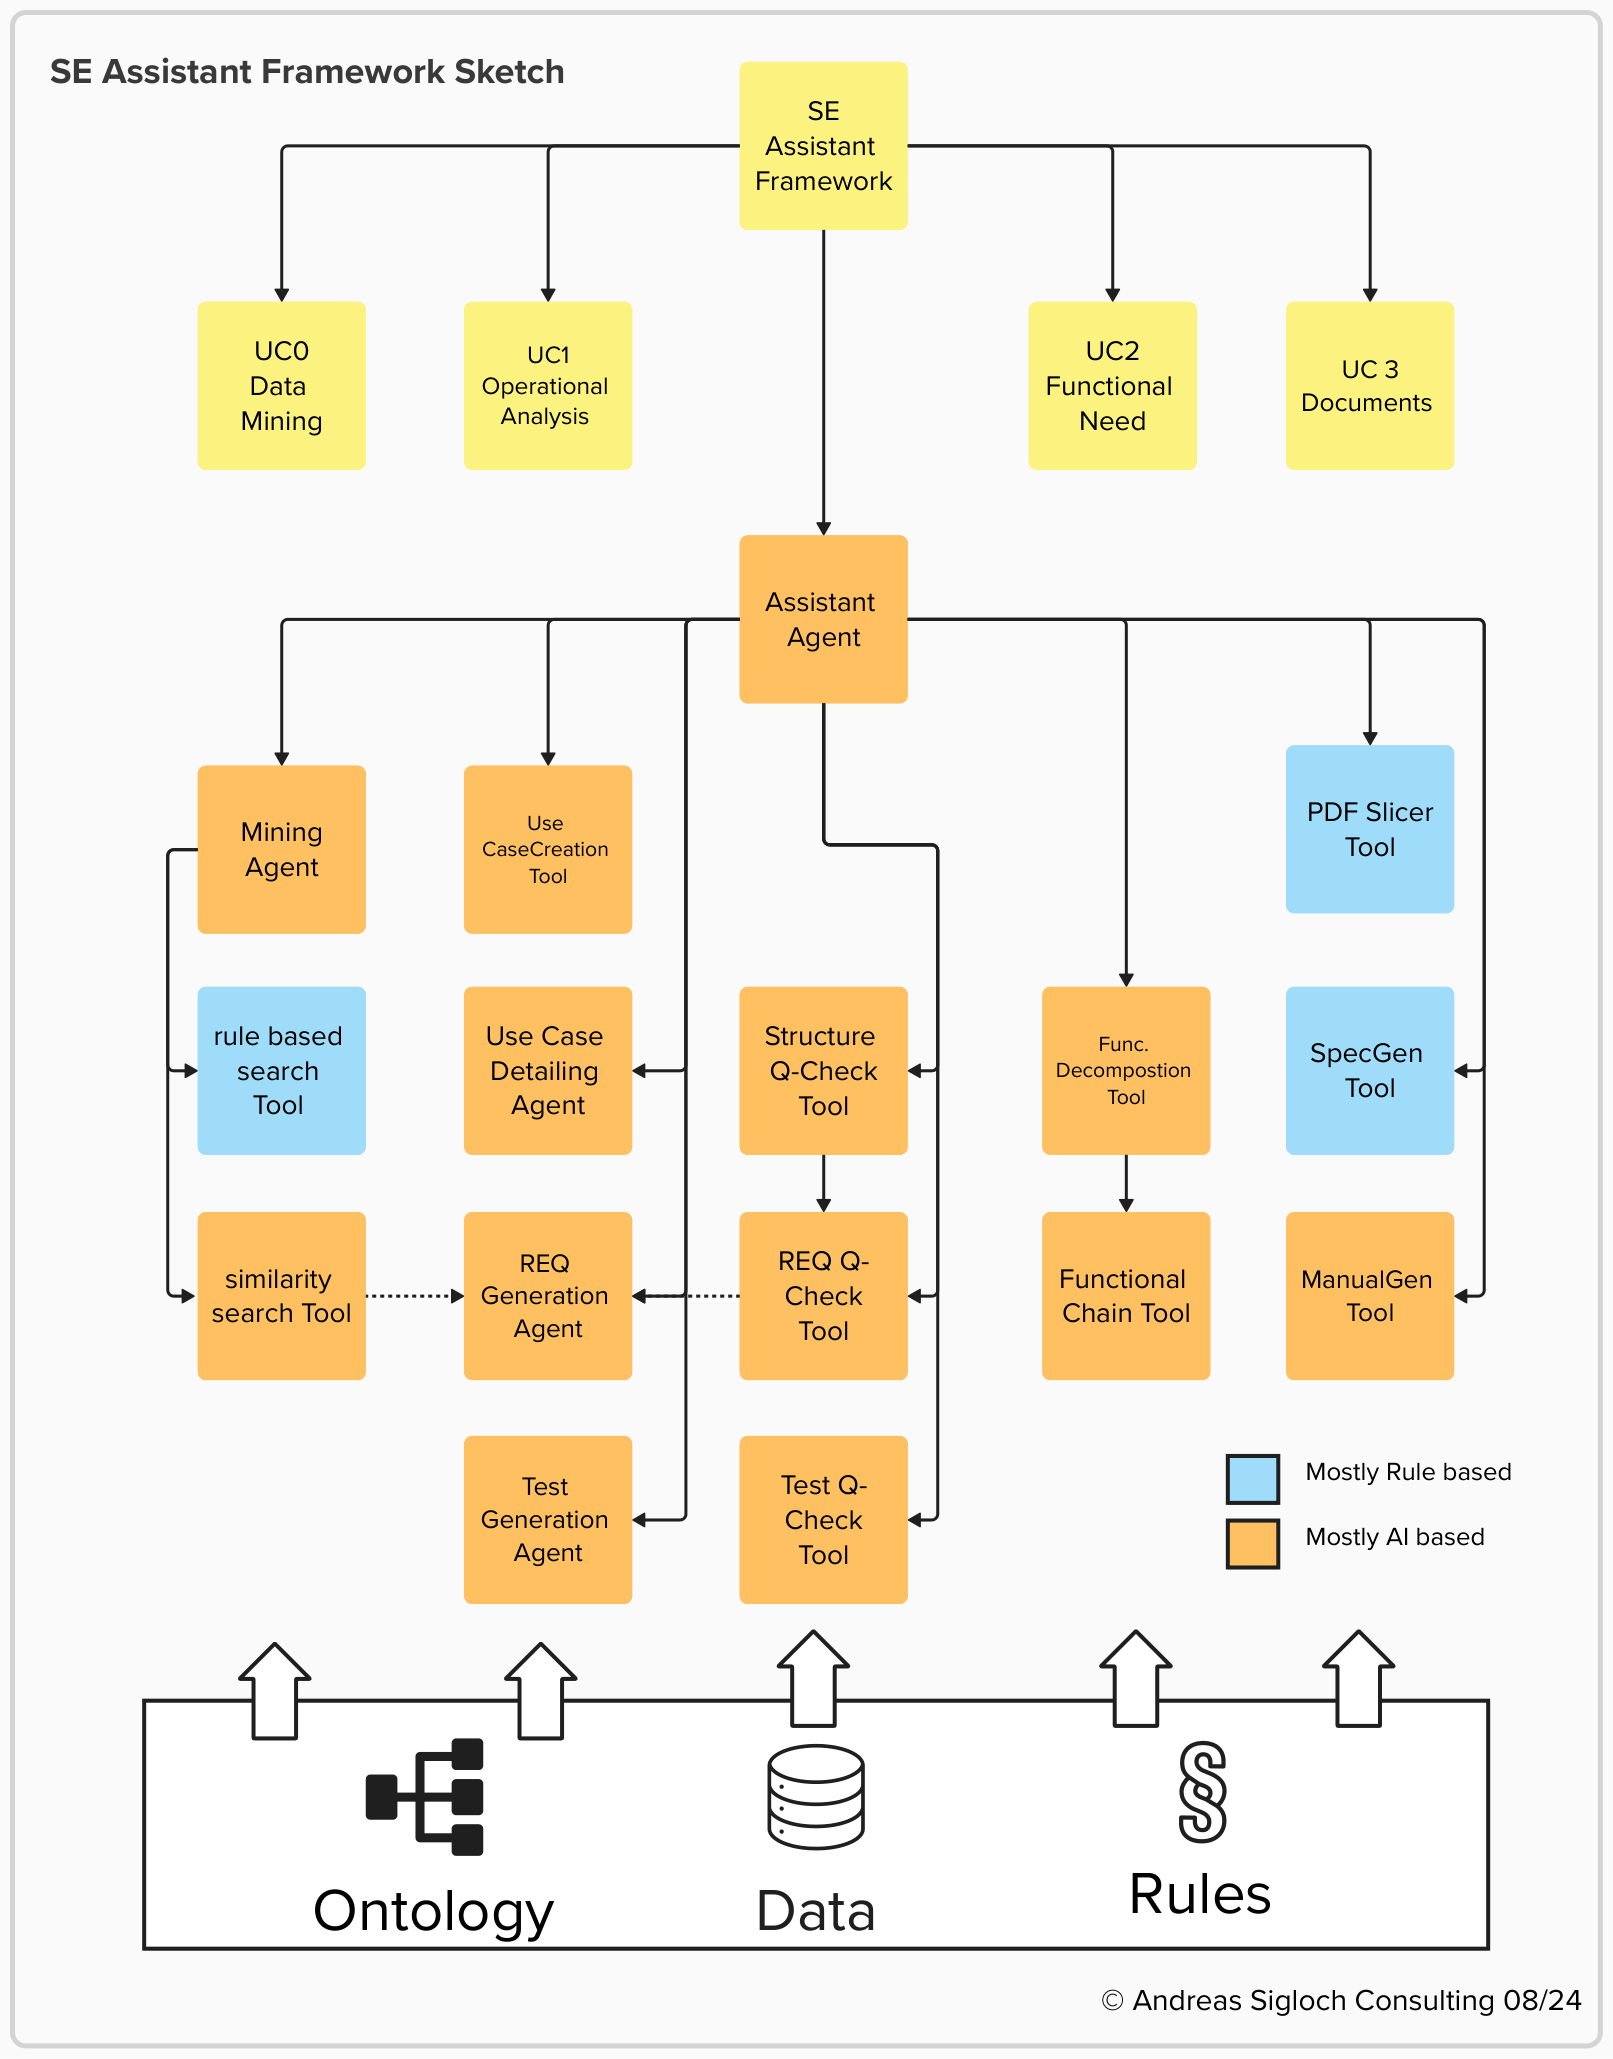 SE Assistant Framework Sketch
SE
Assistant
Framework
UC0
Data
Mining
UC1
Operational
Analysis
UC2
Functional
Need
UC 3
Documents
Assistant
Agent
Mining
Agent
Use
CaseCreation
Tool
PDF Slicer
Tool
rule based
search
Tool
Use Case
Detailing
Agent
Structure
Q-Check
Tool
Func.
Decompostion
Tool
SpecGen
Tool
similarity
search Tool
REQ
Generation
Agent
REQ Q-
Check
Tool
Functional
Chain Tool
ManualGen
Tool
Test
Generation
Agent
Test Q-
Check
Tool
Mostly Rule based
Mostly AI based
Ontology
Data
§
Rules
© Andreas Sigloch Consulting 08/24